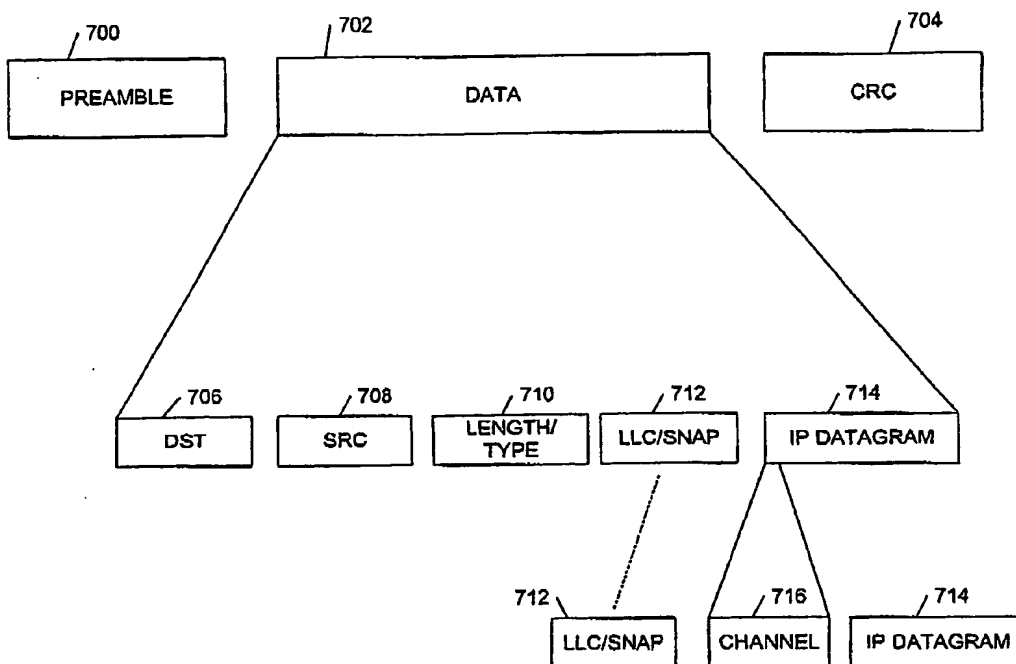 700
702
704
PREAMBLE
DATA
CRC
706
708
710
712
714
DST
SRC
LENGTH/
TYPE
LLC/SNAP
IP DATAGRAM
712
716
714
LLC/SNAP
CHANNEL
IP DATAGRAM